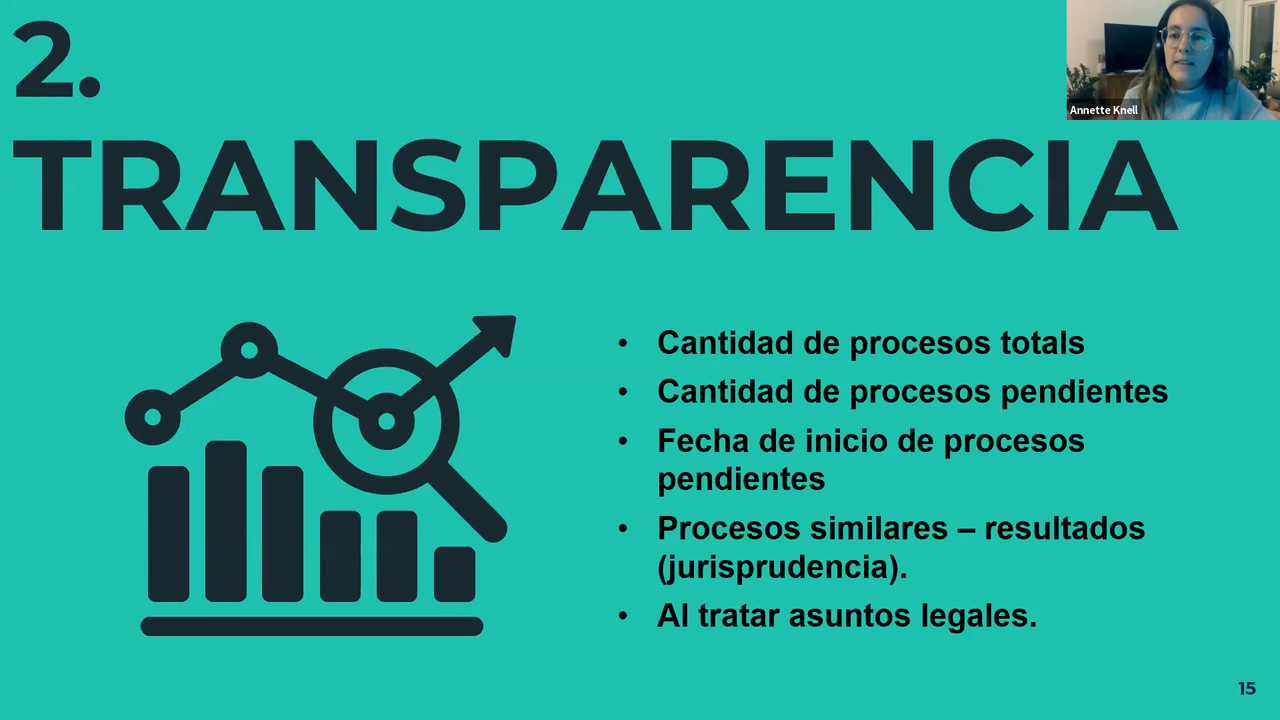 2.
Annette Knell
TRANSPARENCIA
• Cantidad de procesos totals
• Cantidad de procesos pendientes
• Fecha de inicio de procesos
pendientes
• Procesos similares – resultados
(jurisprudencia).
• Al tratar asuntos legales.
15